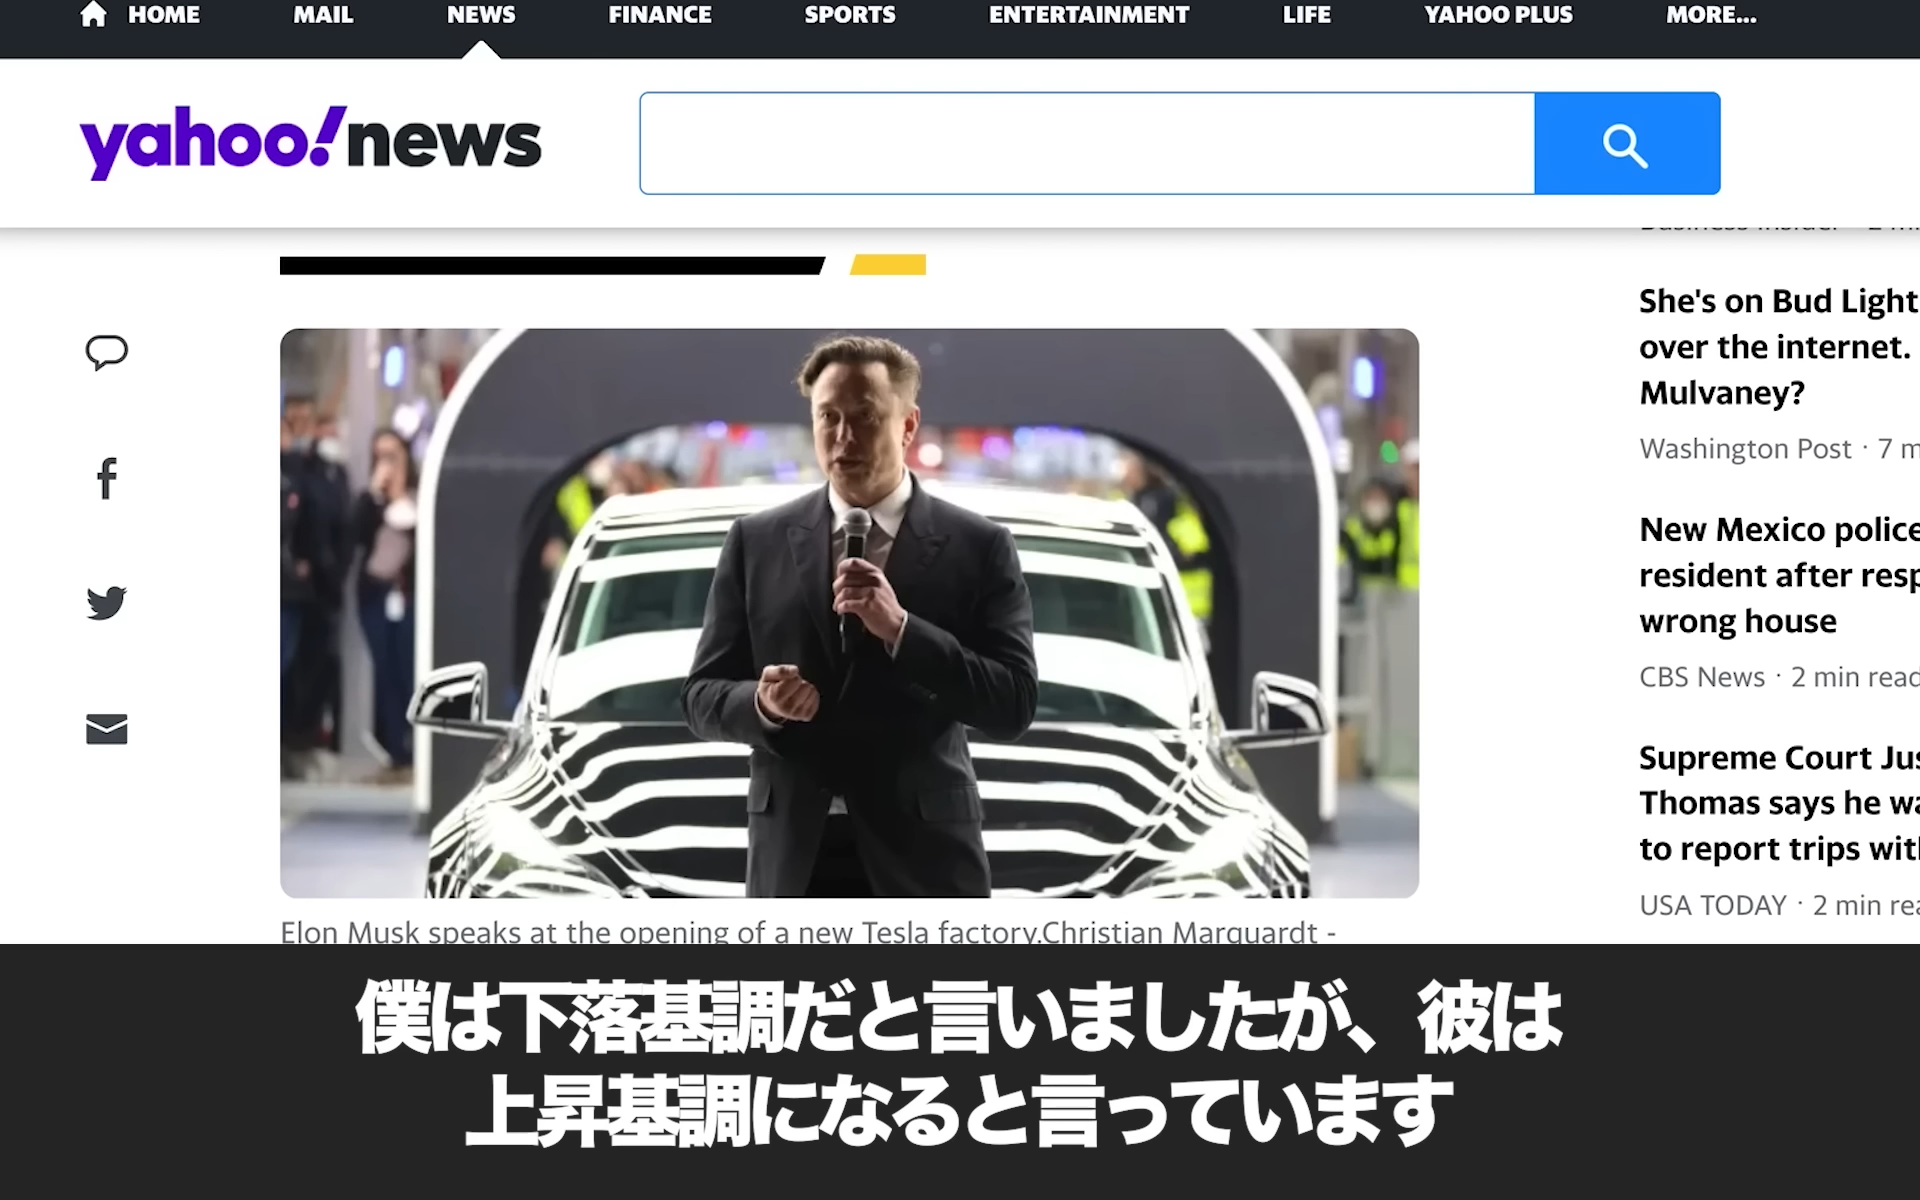 HOME MAIL NEWS FINANCE SPORTS ENTERTAINMENT LIFE YAHOO PLUS MORE...
yahoo!news
She's on Bud Light
over the internet.
Mulvaney?
Washington Post · 7 m
New Mexico police
resident after resp
wrong house
CBS News · 2 min read
Supreme Court Jus
Thomas says he wa
to report trips with
USA TODAY · 2 min rea
Elon Musk speaks at the opening of a new Tesla factory.Christian Marquardt -
僕は下落基調だと言いましたが、彼は
上昇基調になると言っています